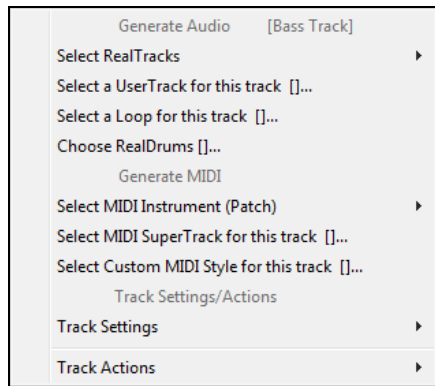 Generate Audio [Bass Track]
Select RealTracks
Select a UserTrack for this track []...
Select a Loop for this track []...
Choose RealDrums []...
Generate MIDI
Select MIDI Instrument (Patch)
Select MIDI SuperTrack for this track []...
Select Custom MIDI Style for this track []...
Track Settings/Actions
Track Settings
Track Actions